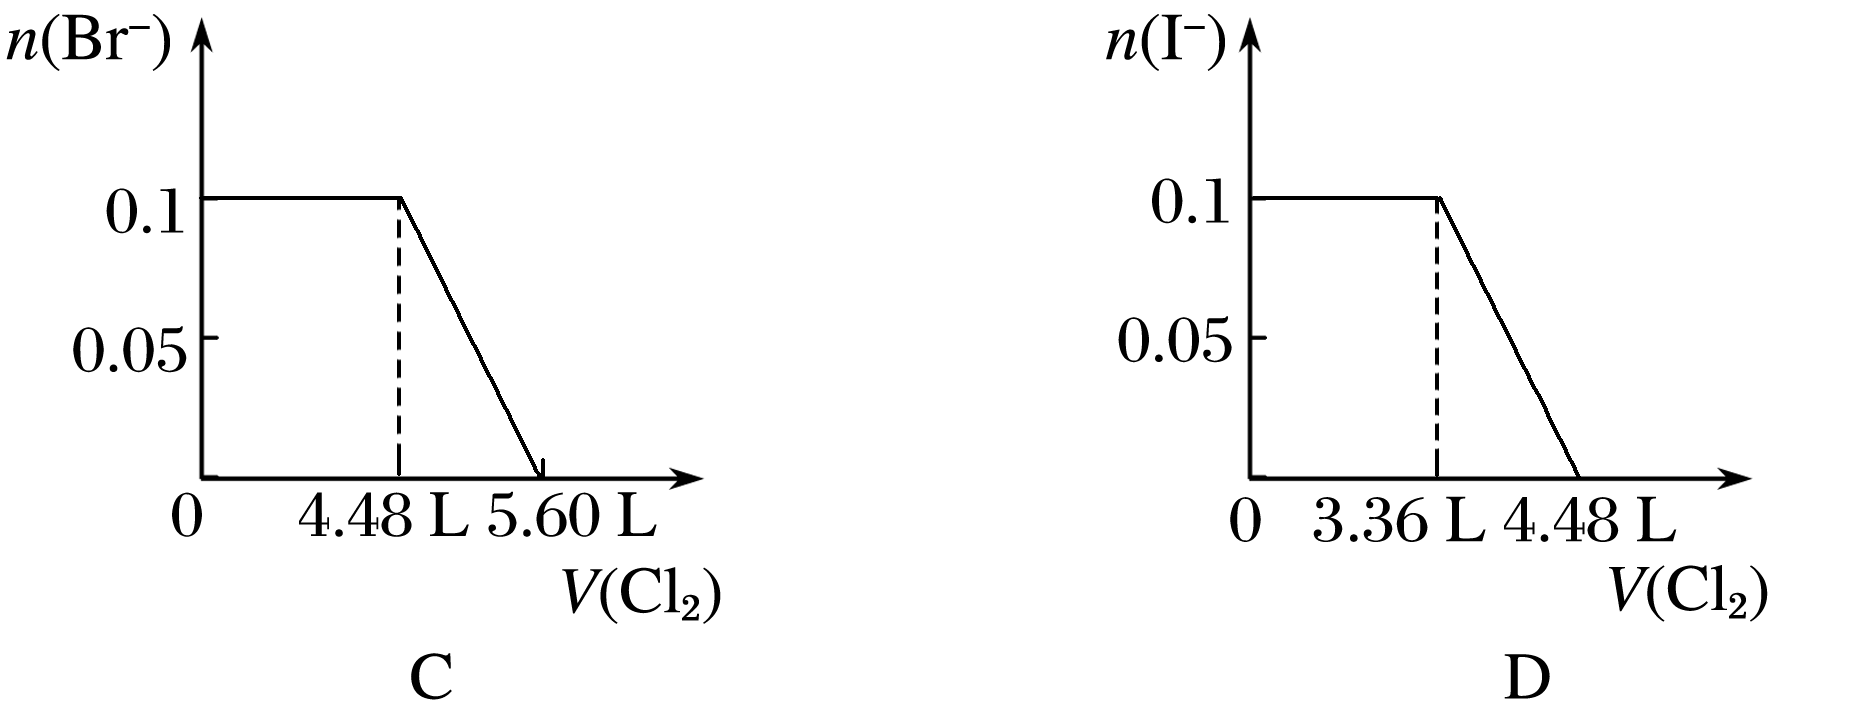 n(Br⁻)
0.1
0.05
0
4.48 L 5.60 L
V(Cl₂)
C
n(I⁻)
0.1
0.05
0
3.36 L 4.48 L
V(Cl₂)
D